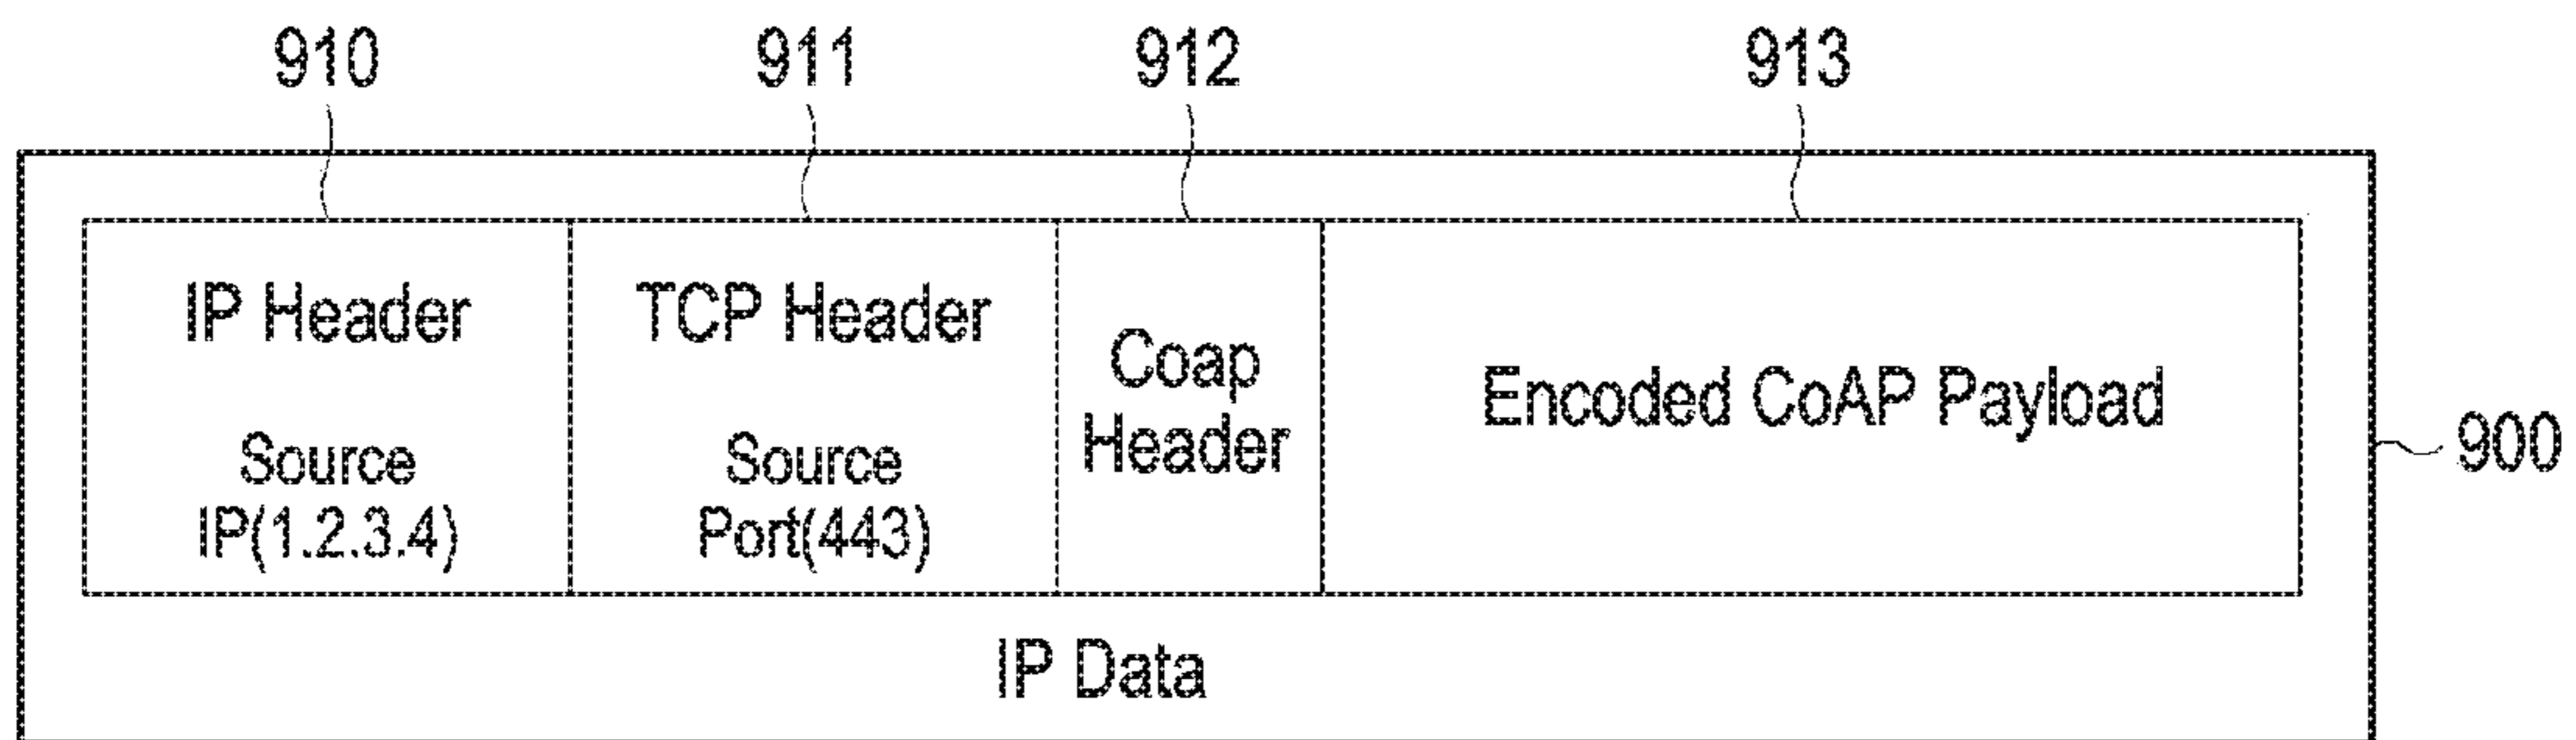 910
911
912
913
IP Header
Source
IP(1.2.3.4)
TCP Header
Source
Port(443)
Coap
Header
Encoded CoAP Payload
900
IP Data